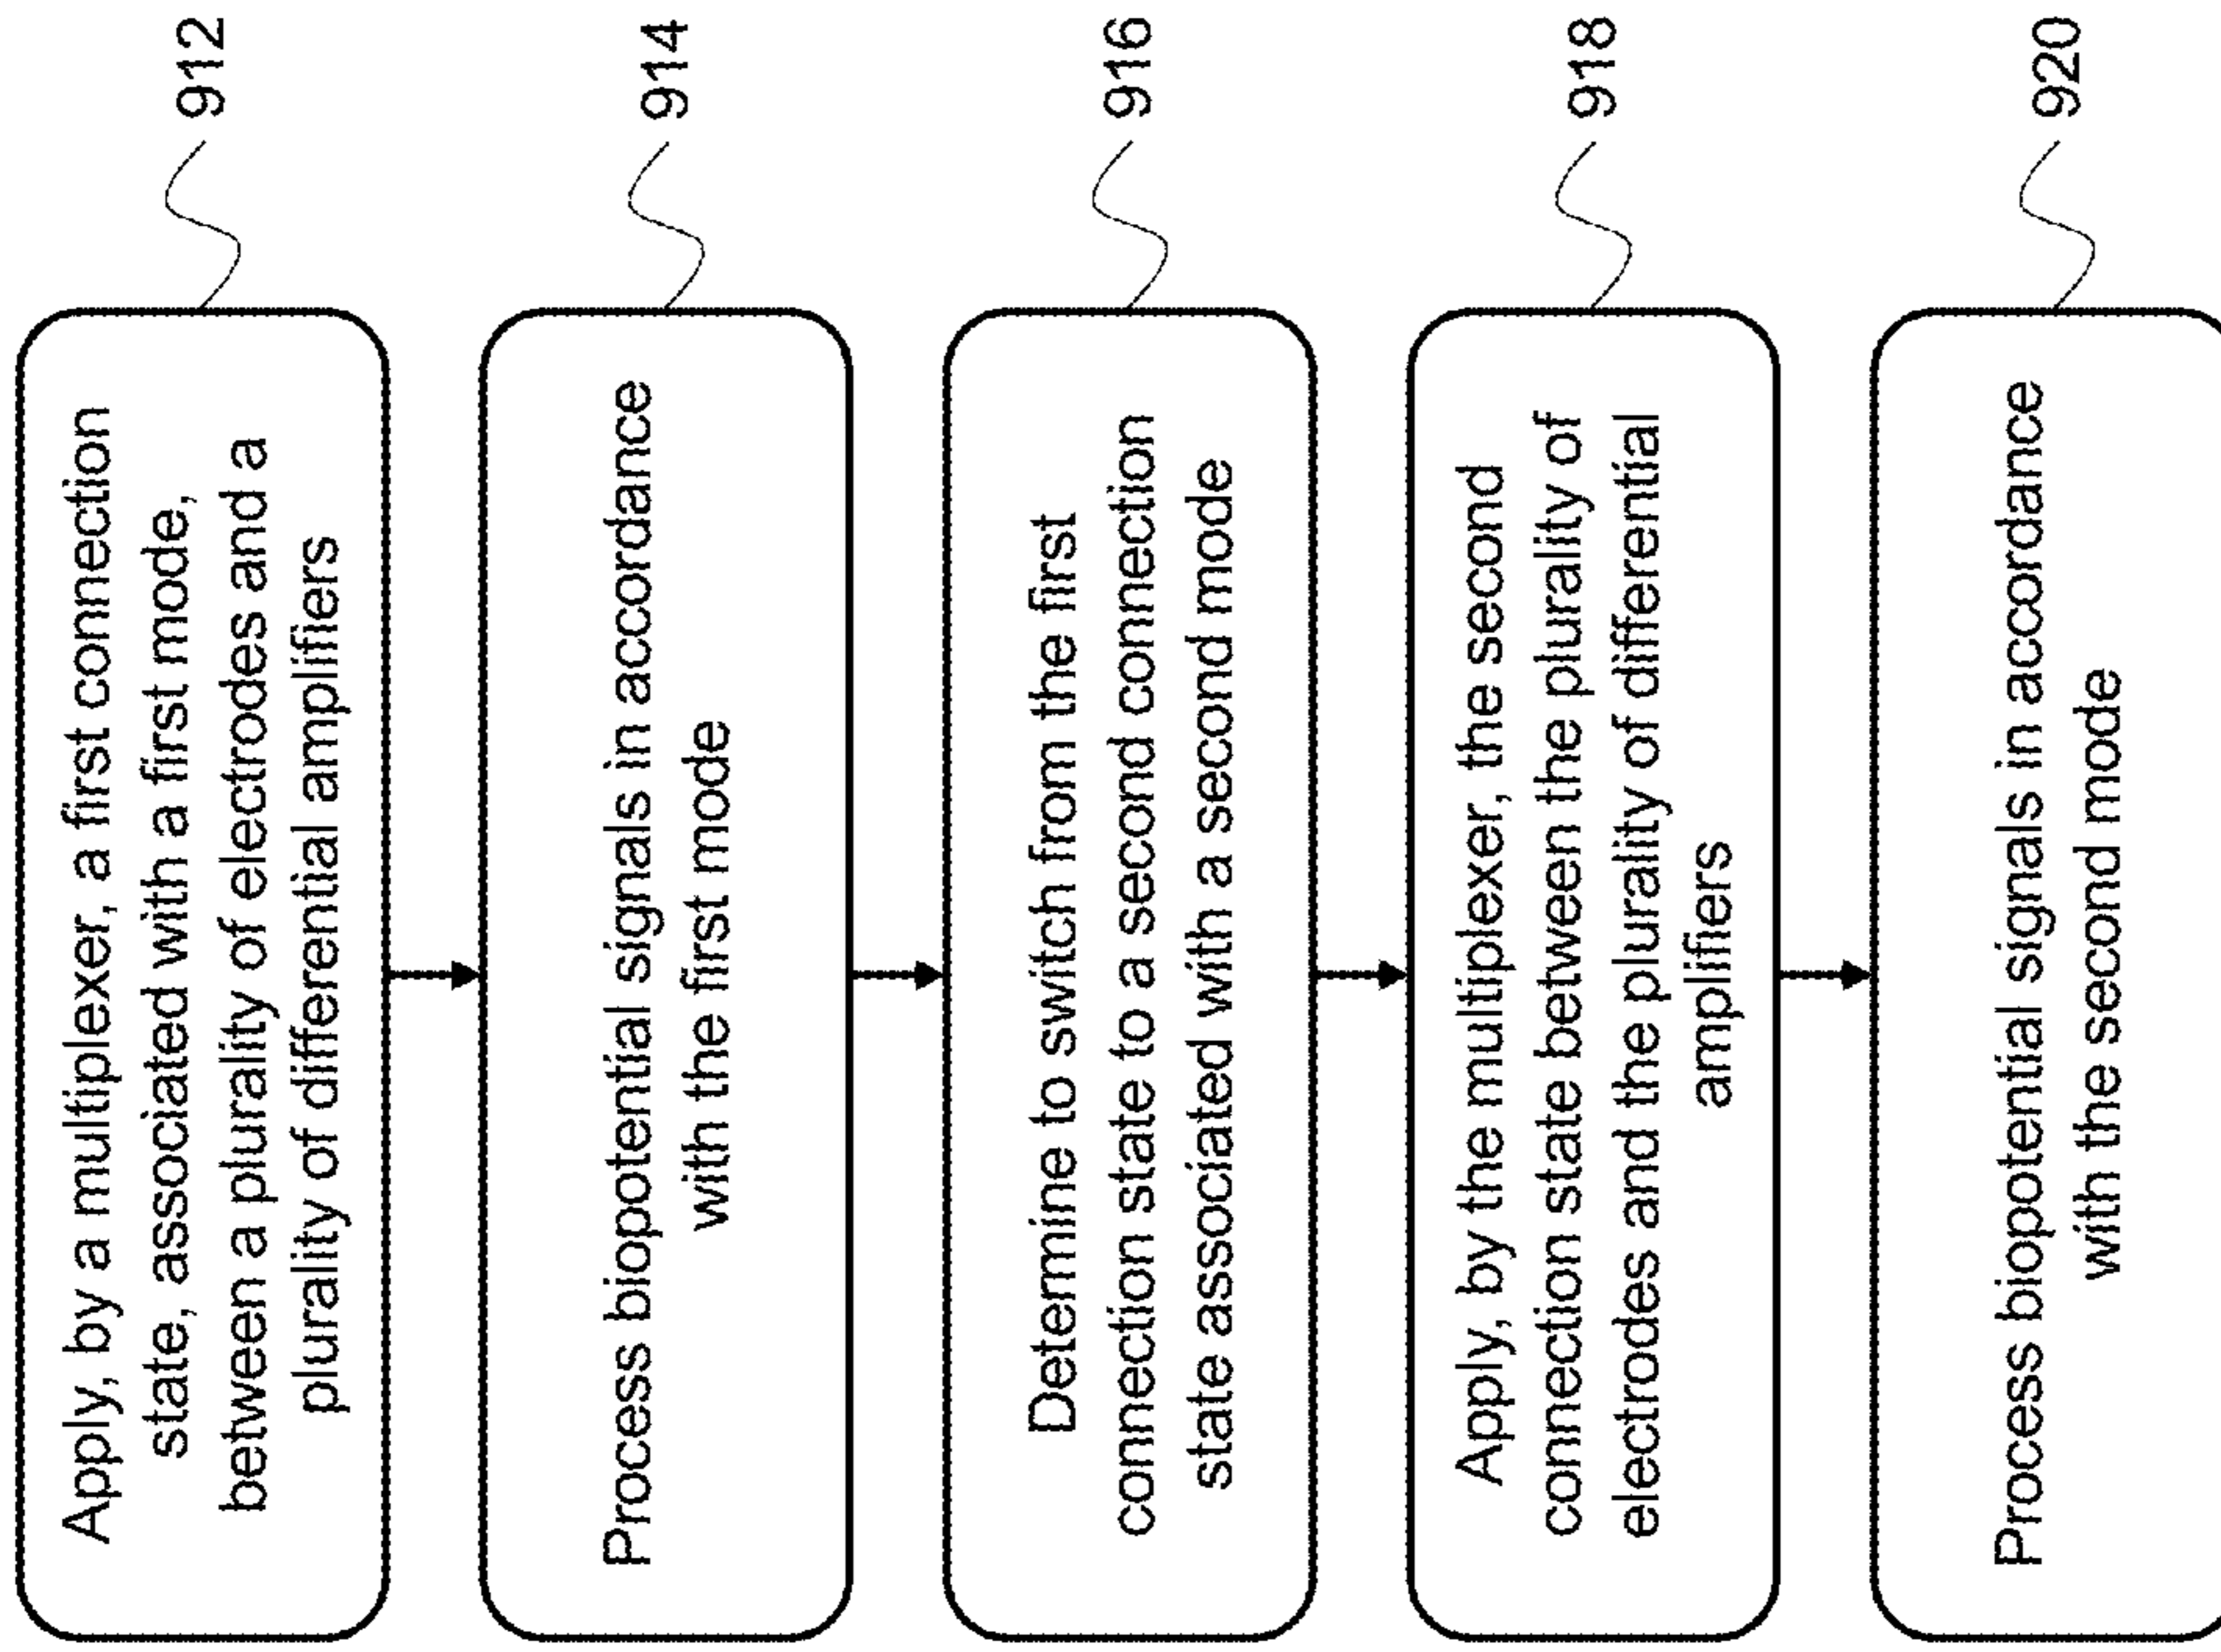 Apply, by a multiplexer, a first connection
state, associated with a first mode,
between a plurality of electrodes and a
plurality of differential amplifiers
912
Process biopotential signals in accordance
with the first mode
914
Determine to switch from the first
connection state to a second connection
state associated with a second mode
916
Apply, by the multiplexer, the second
connection state between the plurality of
electrodes and the plurality of differential
amplifiers
918
Process biopotential signals in accordance
with the second mode
920